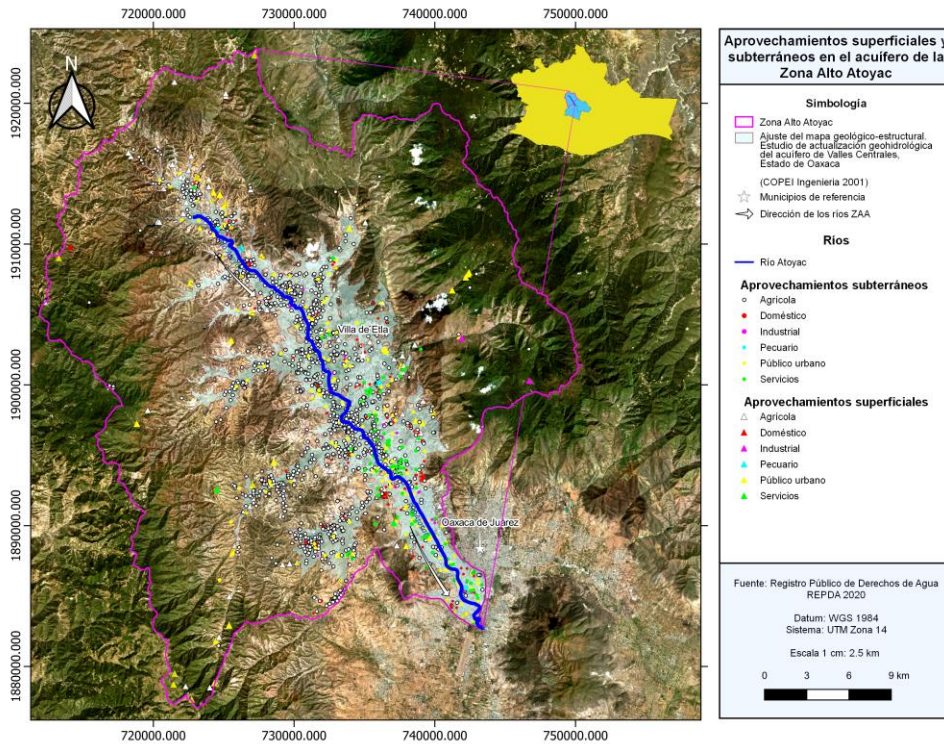 720000.000 730000.000 740000.000 750000.000
1920000.000
1910000.000
1900000.000
1890000.000
1880000.000
N
Villa de Etla
Oaxaca de Juárez
720000.000 730000.000 740000.000 750000.000
Aprovechamientos superficiales y
subterráneos en el acuífero de la
Zona Alto Atoyac
Simbología
Zona Alto Atoyac
Ajuste del mapa geológico-estructural.
Estudio de actualización geohidrológica
del acuífero de Valles Centrales,
Estado de Oaxaca
(COPEI Ingenieria 2001)
Municipios de referencia
Dirección de los rios ZAA
Ríos
Río Atoyac
Aprovechamientos subterráneos
Agrícola
Doméstico
Industrial
Pecuario
Público urbano
Servicios
Aprovechamientos superficiales
Agrícola
Doméstico
Industrial
Pecuario
Público urbano
Servicios
Fuente: Registro Público de Derechos de Agua
REPDA 2020
Datum: WGS 1984
Sistema: UTM Zona 14
Escala 1 cm: 2.5 km
0 3 6 9 km